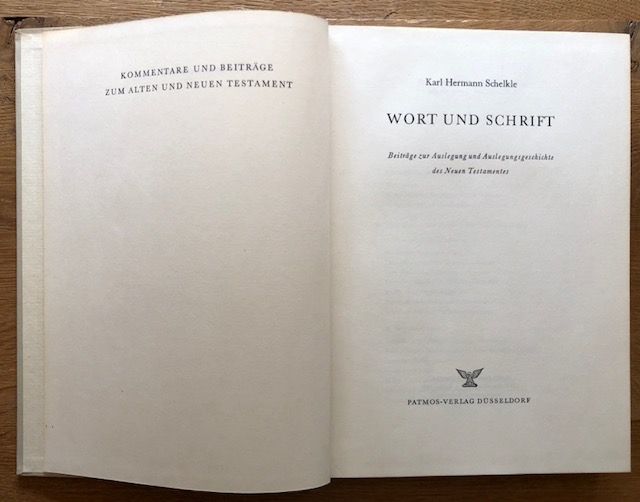 KOMMENTARE UND BEITRÄGE
ZUM ALTEN UND NEUEN TESTAMENT
Karl Hermann Schelkle
WORT UND SCHRIFT
Beiträge zur Auslegung und Auslegungsgeschichte
des Neuen Testamentes
PATMOS-VERLAG DÜSSELDORF